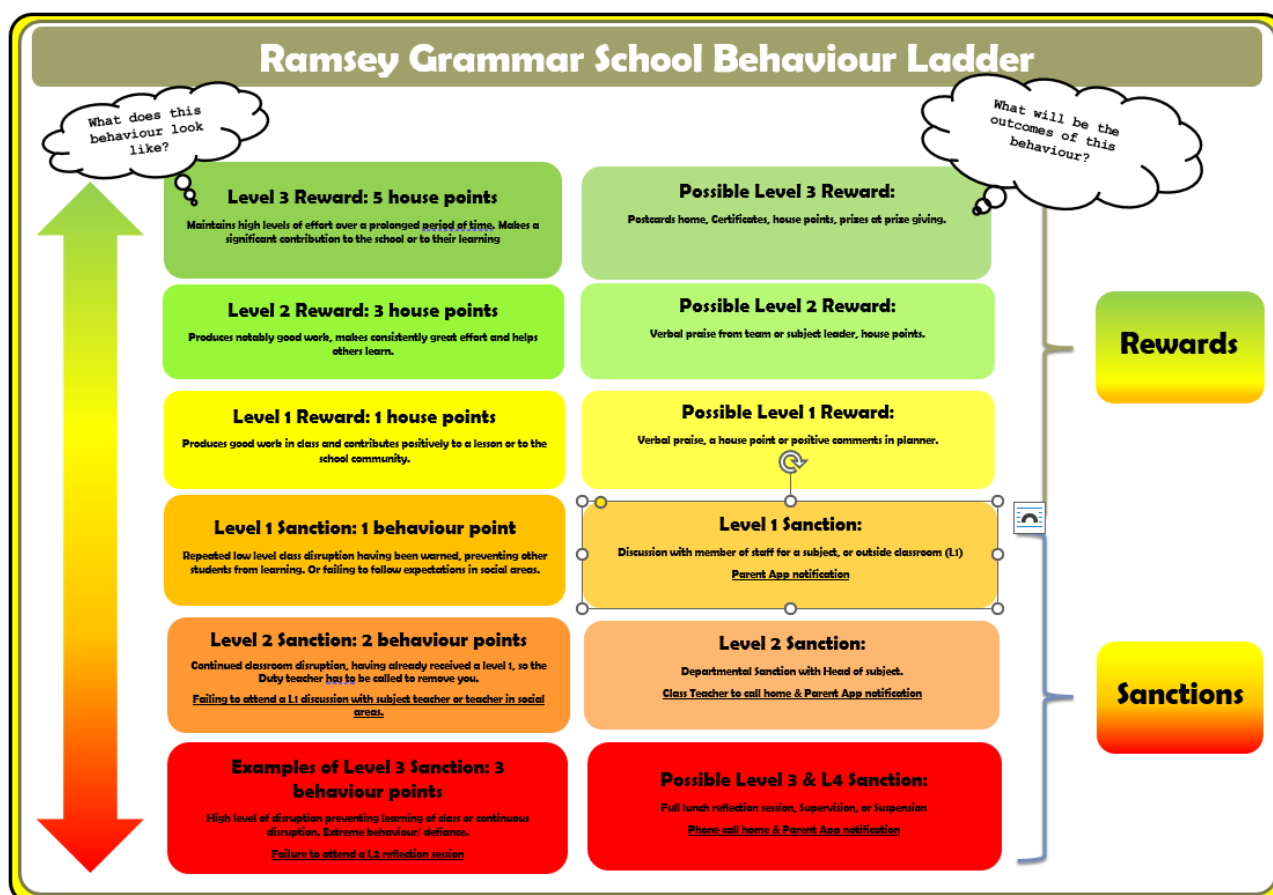 Ramsey Grammar School Behaviour Ladder
What does this
behaviour look
like?
What will be the
outcomes of this
behaviour?
Level 3 Reward: 5 house points
Maintains high levels of effort over a prolonged period of time. Makes a
significant contribution to the school or to their learning
Possible Level 3 Reward:
Postcards home, Certificates, house points, prizes at prize giving.
Level 2 Reward: 3 house points
Produces notably good work, makes consistently great effort and helps
others learn.
Possible Level 2 Reward:
Verbal praise from team or subject leader, house points.
Rewards
Level 1 Reward: 1 house points
Produces good work in class and contributes positively to a lesson or to the
school community.
Possible Level 1 Reward:
Verbal praise, a house point or positive comments in planner.
Level 1 Sanction: 1 behaviour point
Repeated low level class disruption having been warned, preventing other
students from learning. Or failing to follow expectations in social areas.
Level 1 Sanction:
Discussion with member of staff for a subject, or outside classroom (L1)
Parent App notification
Level 2 Sanction: 2 behaviour points
Continued classroom disruption, having already received a level 1, so the
Duty teacher has to be called to remove you.
Failing to attend a L1 discussion with subject teacher or teacher in social
areas.
Level 2 Sanction:
Departmental Sanction with Head of subject.
Class Teacher to call home & Parent App notification
Sanctions
Examples of Level 3 Sanction: 3
behaviour points
High level of disruption preventing learning of class or continuous
disruption. Extreme behaviour/ defiance.
Failure to attend a L2 reflection session
Possible Level 3 & L4 Sanction:
Full lunch reflection session, Supervision, or Suspension
Phone call home & Parent App notification